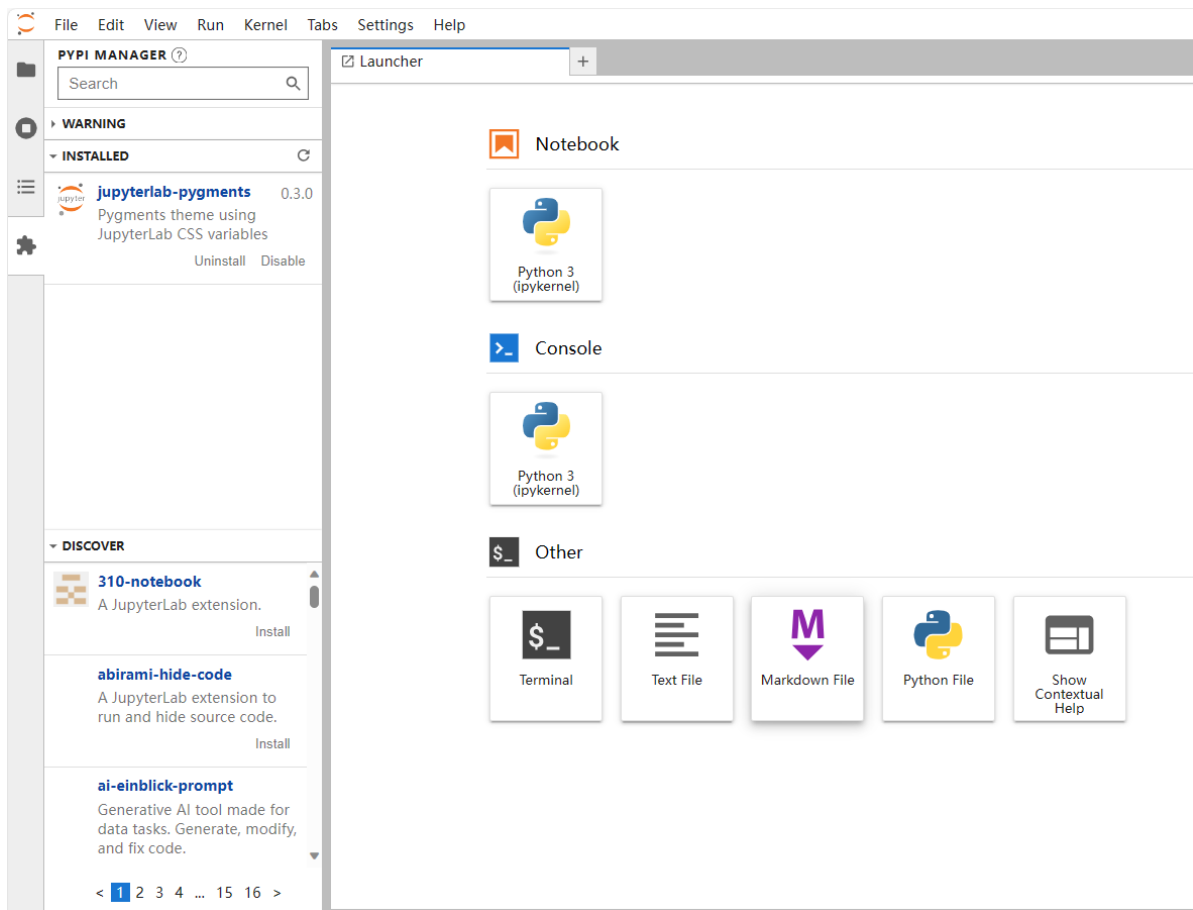 File Edit View Run Kernel Tabs Settings Help
PYPI MANAGER ?
Search
WARNING
INSTALLED
jupyter
jupyterlab-pygments 0.3.0
Pygments theme using
JupyterLab CSS variables
Uninstall Disable
DISCOVER
310-notebook
A JupyterLab extension.
Install
abirami-hide-code
A JupyterLab extension to
run and hide source code.
Install
ai-einblick-prompt
Generative AI tool made for
data tasks. Generate, modify,
and fix code.
< 1 2 3 4 ... 15 16 >
Launcher +
Notebook
Python 3
(ipykernel)
Console
Python 3
(ipykernel)
$_ Other
$_
Terminal
Text File
M
Markdown File
Python File
Show
Contextual
Help